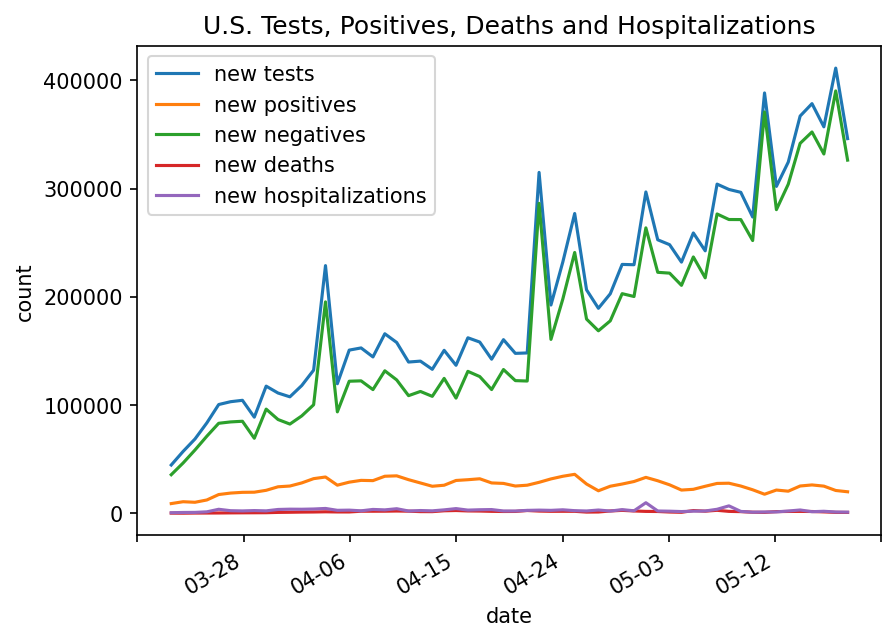 U.S. Tests, Positives, Deaths and Hospitalizations
new tests
new positives
new negatives
new deaths
new hospitalizations
400000
300000
200000
100000
0
count
03-28
04-06
04-15
04-24
05-03
05-12
date